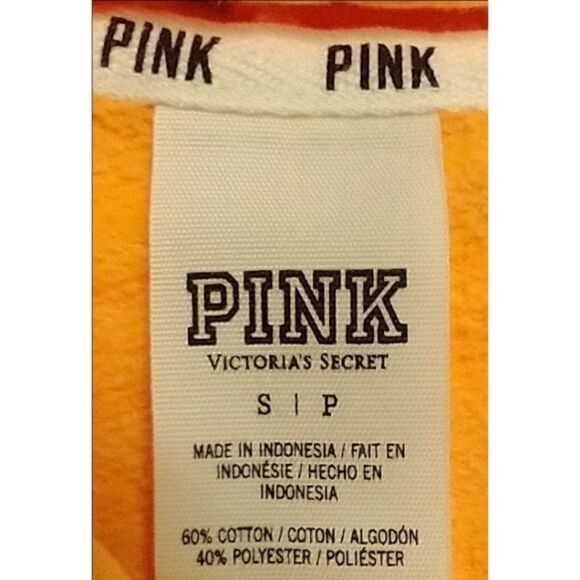 PINK PINK
PINK
VICTORIA'S SECRET
S | P
MADE IN INDONESIA / FAIT EN
INDONÉSIE / HECHO EN
INDONESIA
60% COTTON / COTON / ALGODÓN
40% POLYESTER / POLIÉSTER